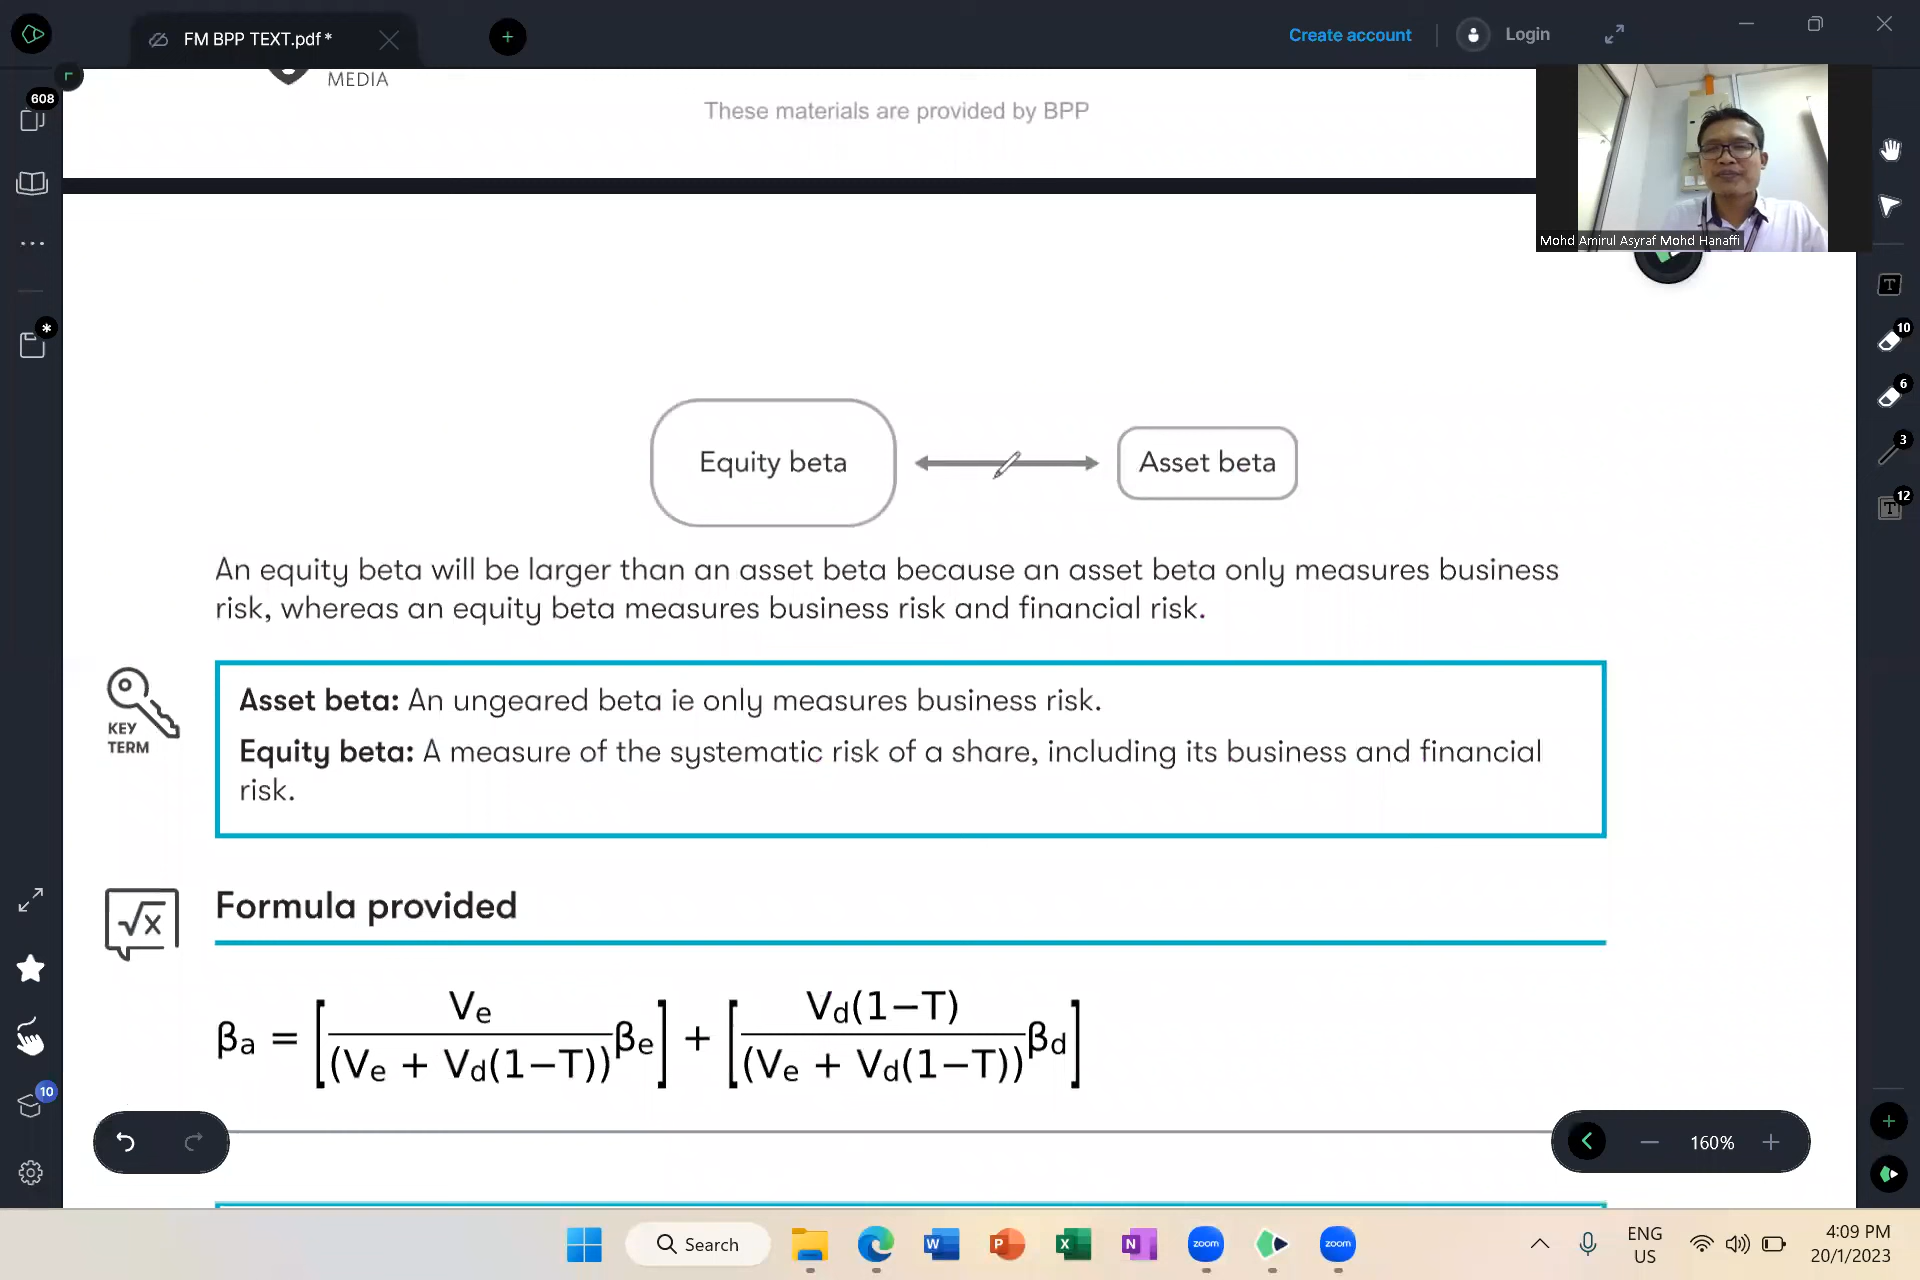 FM BPP TEXT.pdf *
Create account
Login
608
MEDIA
These materials are provided by BPP
Mohd Amirul Asyraf Mohd Hanaffi
T
10
6
3
T
12
*
Equity beta
Asset beta
An equity beta will be larger than an asset beta because an asset beta only measures business
risk, whereas an equity beta measures business risk and financial risk.
KEY
TERM
Asset beta: An ungeared beta ie only measures business risk.
Equity beta: A measure of the systematic risk of a share, including its business and financial
risk.
√x
Formula provided
βa = [Ve/(Ve + Vd(1−T)) βe] + [Vd(1−T)/(Ve + Vd(1−T)) βd]
10
160%
Search
W
P
X
N
zoom
zoom
ENG
US
4:09 PM
20/1/2023